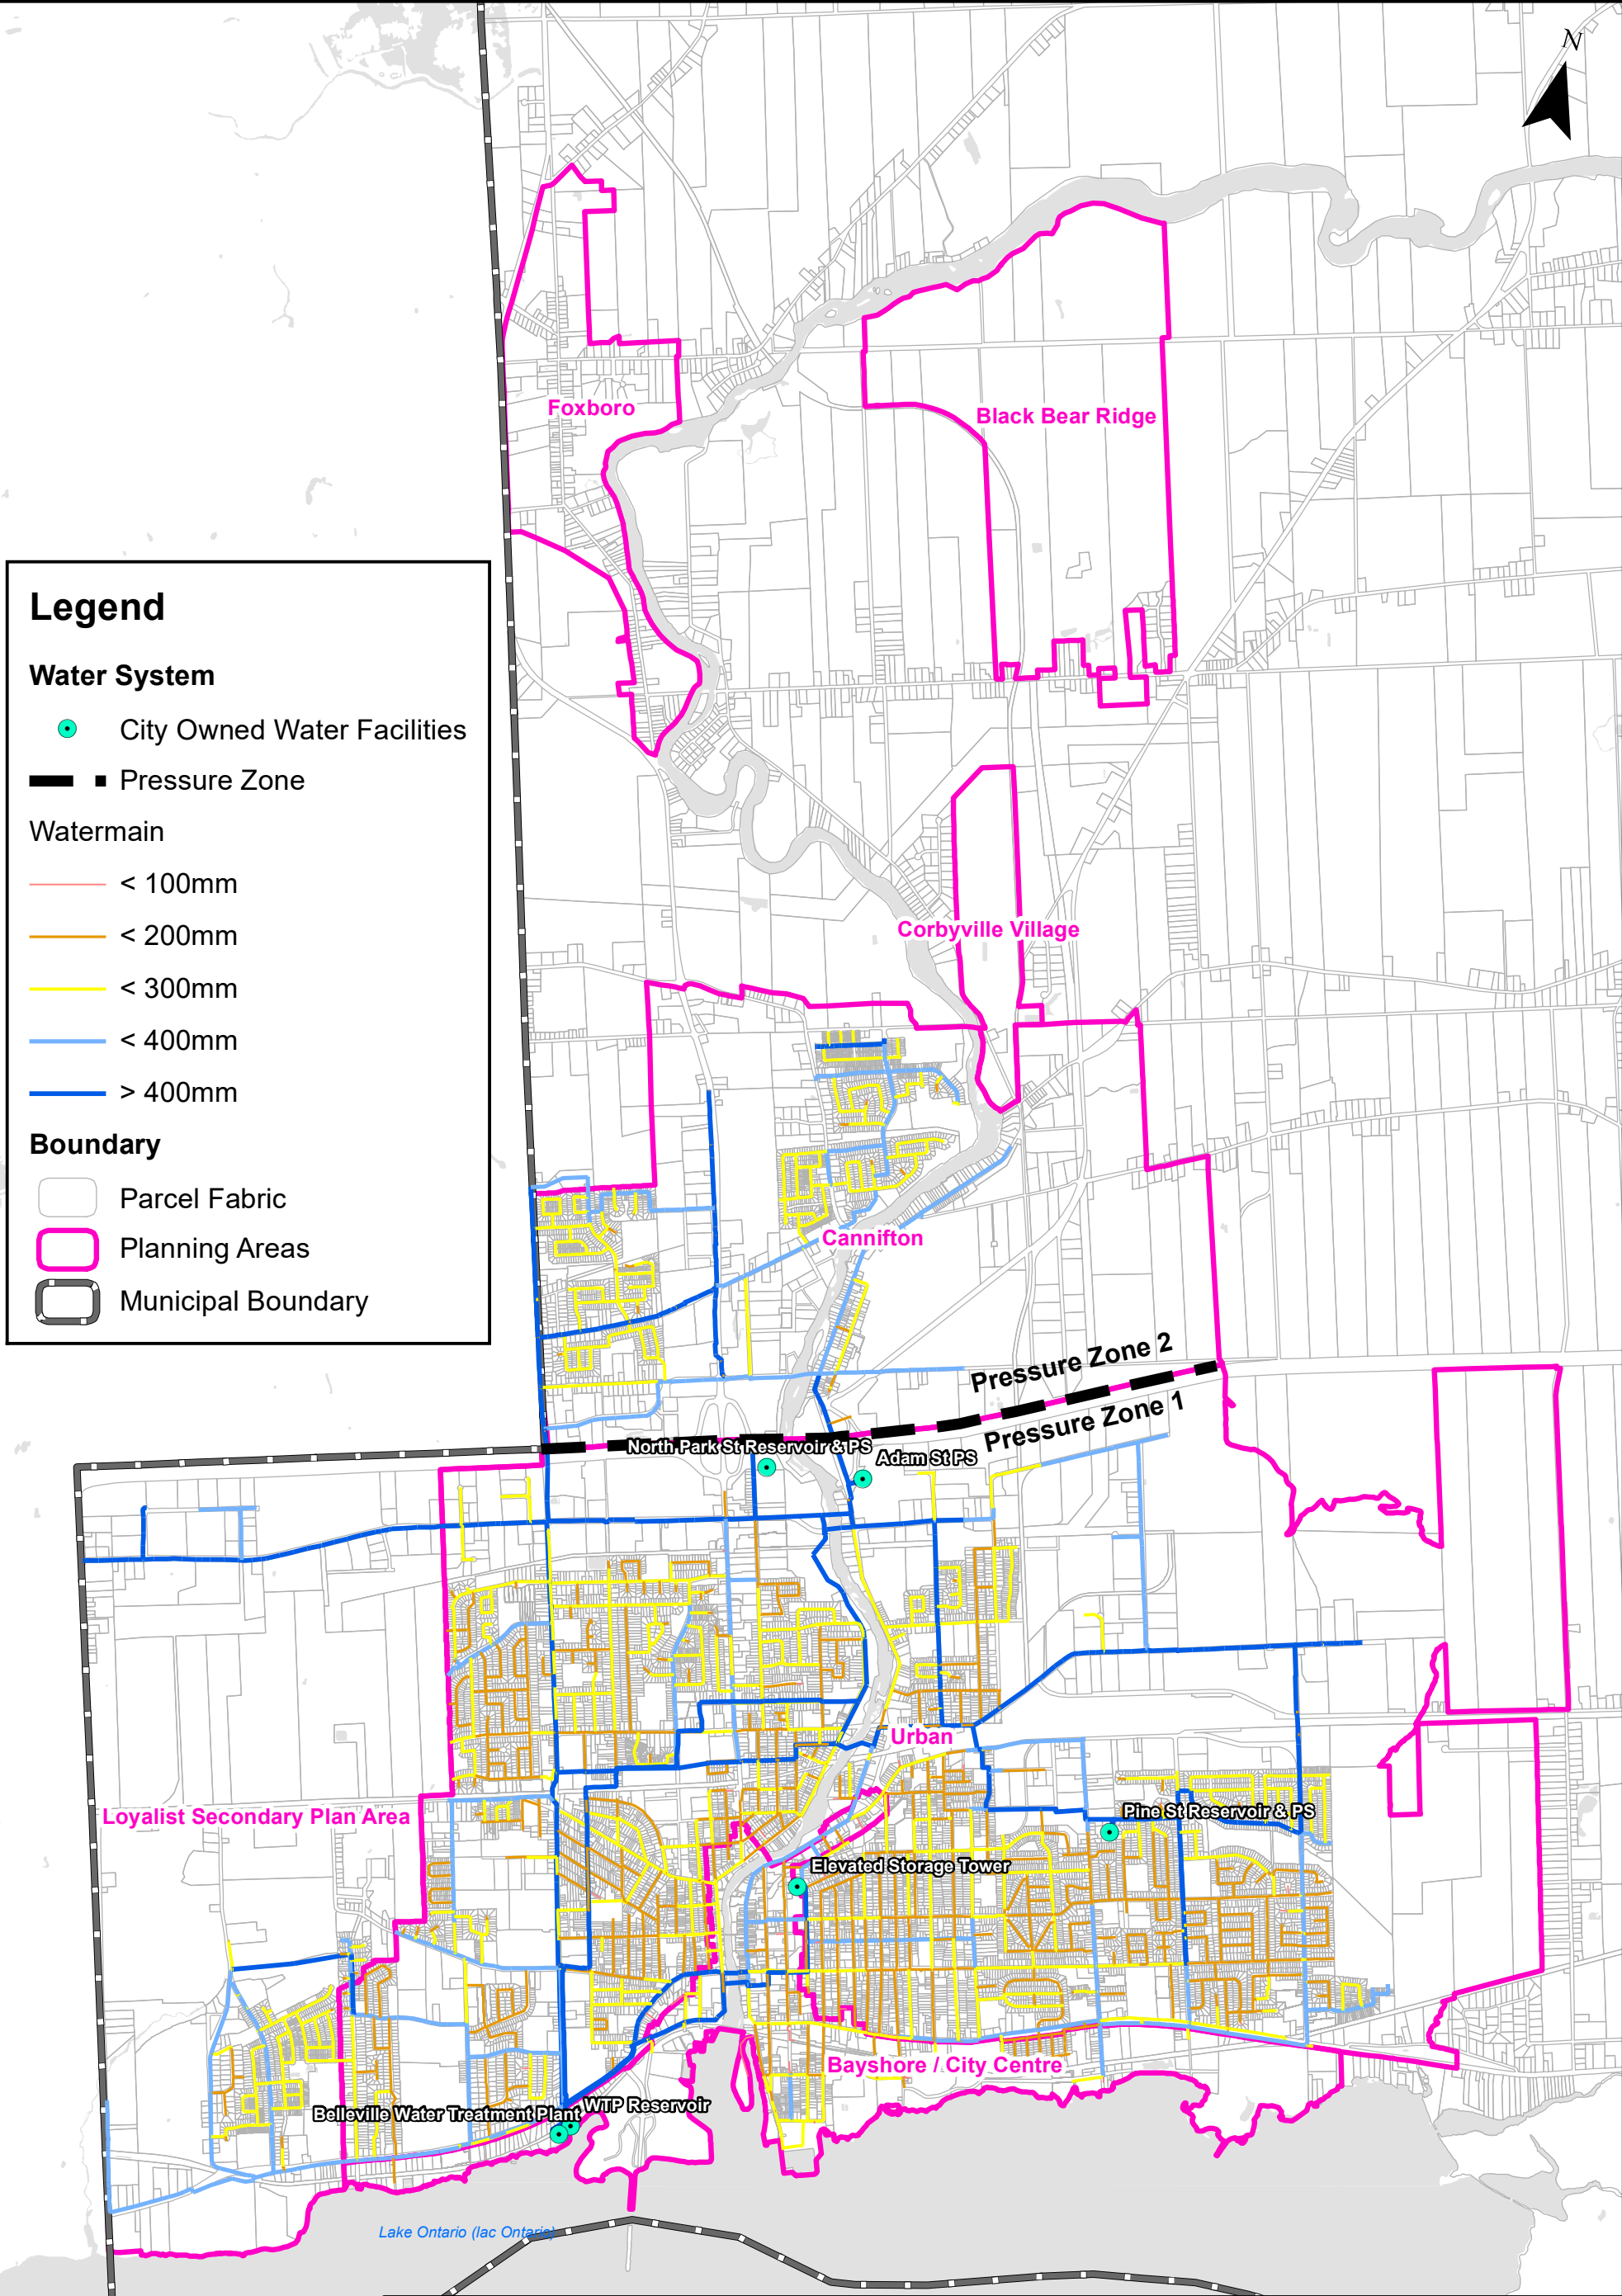 N
Foxboro
Black Bear Ridge
Legend
Water System
City Owned Water Facilities
Pressure Zone
Watermain
< 100mm
< 200mm
< 300mm
< 400mm
> 400mm
Boundary
Parcel Fabric
Planning Areas
Municipal Boundary
Corbyville Village
Cannifton
Pressure Zone 2
Pressure Zone 1
North Park St Reservoir & PS
Adam St PS
Urban
Loyalist Secondary Plan Area
Pine St Reservoir & PS
Elevated Storage Tower
Bayshore / City Centre
WTP Reservoir
Belleville Water Treatment Plant
Lake Ontario (lac Ontario)